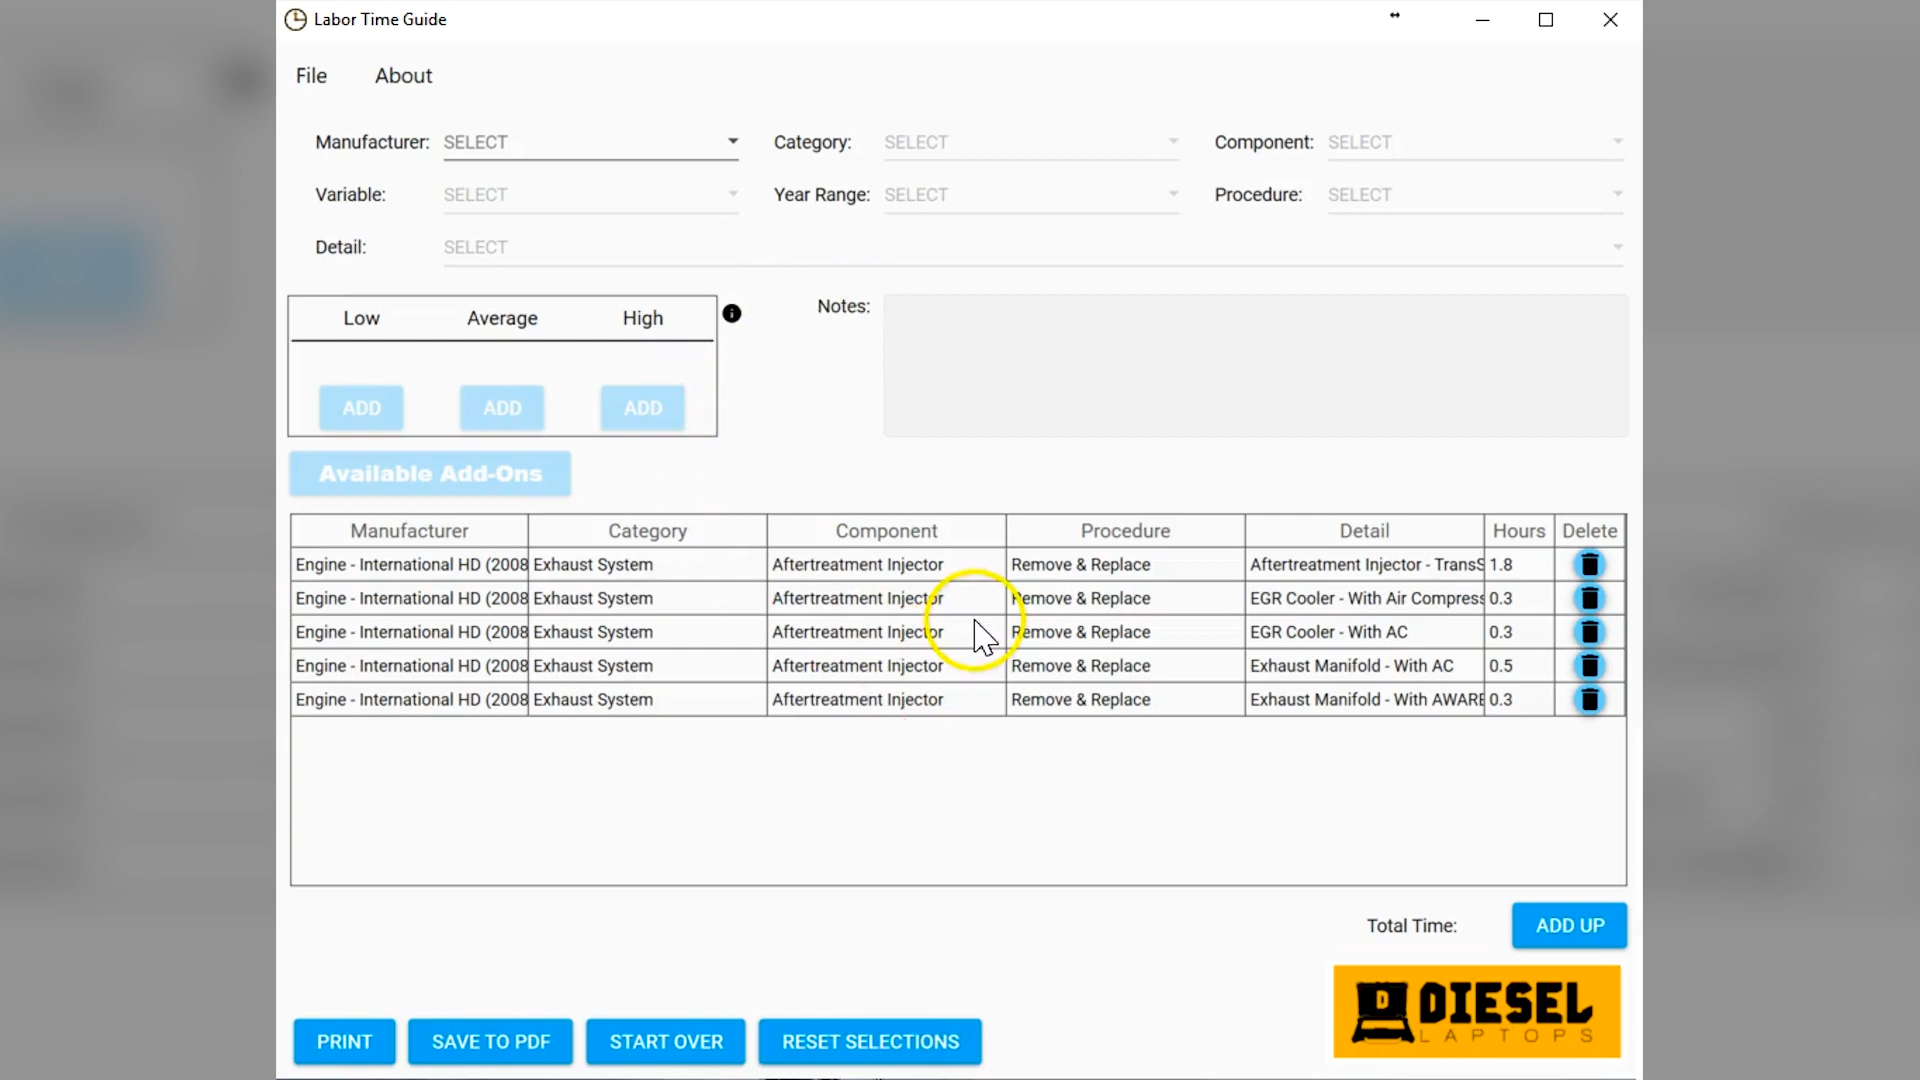 Labor Time Guide
File About
Manufacturer: SELECT Category: SELECT Component: SELECT
Variable: SELECT Year Range: SELECT Procedure: SELECT
Detail: SELECT
Low Average High Notes:
ADD ADD ADD
Available Add-Ons
Manufacturer Category Component Procedure Detail Hours Delete
Engine - International HD (2008 Exhaust System Aftertreatment Injector Remove & Replace Aftertreatment Injector - TransS 1.8
Engine - International HD (2008 Exhaust System Aftertreatment Injector Remove & Replace EGR Cooler - With Air Compress 0.3
Engine - International HD (2008 Exhaust System Aftertreatment Injector Remove & Replace EGR Cooler - With AC 0.3
Engine - International HD (2008 Exhaust System Aftertreatment Injector Remove & Replace Exhaust Manifold - With AC 0.5
Engine - International HD (2008 Exhaust System Aftertreatment Injector Remove & Replace Exhaust Manifold - With AWARE 0.3
Total Time: ADD UP
D DIESEL
LAPTOPS
PRINT SAVE TO PDF START OVER RESET SELECTIONS